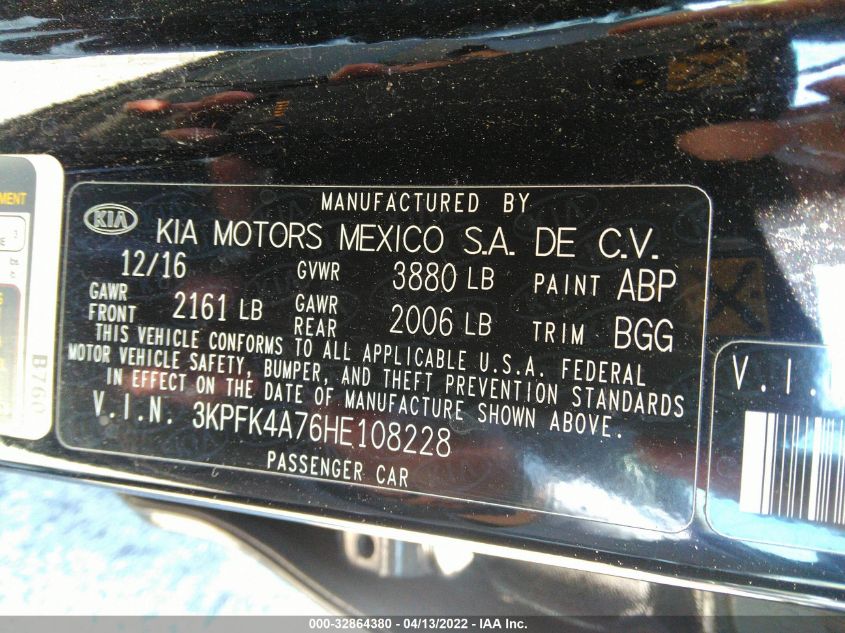 MANUFACTURED BY
KIA KIA MOTORS MEXICO S.A. DE C.V.
12/16 GVWR 3880 LB PAINT ABP
GAWR FRONT 2161 LB GAWR REAR 2006 LB TRIM BGG
THIS VEHICLE CONFORMS TO ALL APPLICABLE U.S.A. FEDERAL
MOTOR VEHICLE SAFETY, BUMPER, AND THEFT PREVENTION STANDARDS
IN EFFECT ON THE DATE OF MANUFACTURE SHOWN ABOVE.
V.I.N. 3KPFK4A76HE108228
PASSENGER CAR
B760
V.I.
000-32864380 - 04/13/2022 - IAA Inc.